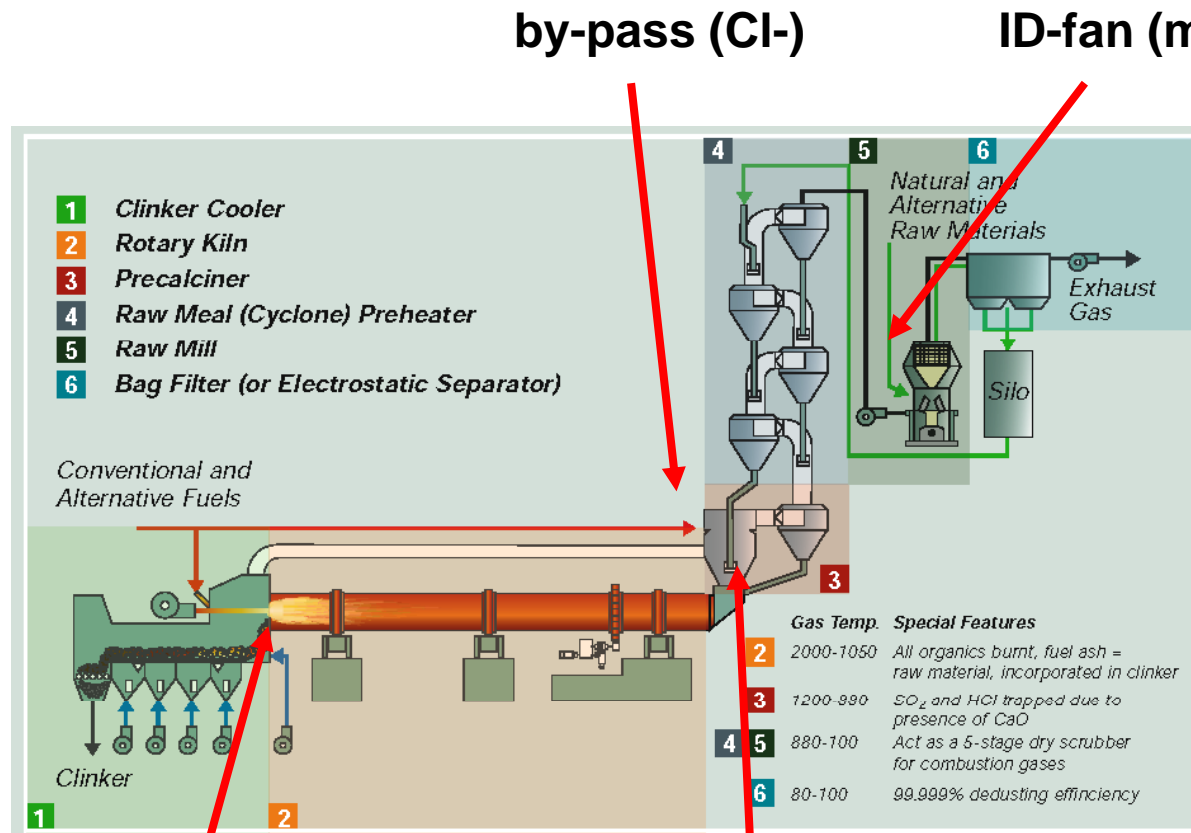 by-pass (Cl-)
ID-fan (m
4
5
6
1 Clinker Cooler
2 Rotary Kiln
3 Precalciner
4 Raw Meal (Cyclone) Preheater
5 Raw Mill
6 Bag Filter (or Electrostatic Separator)
Natural and
Alternative
Raw Materials
Exhaust
Gas
Silo
Conventional and
Alternative Fuels
3
Clinker
1
2
Gas Temp. Special Features
2 2000-1050 All organics burnt, fuel ash =
raw material, incorporated in clinker
3 1200-880 SO2 and HCl trapped due to
presence of CaO
4 5 880-100 Act as a 5-stage dry scrubber
for combustion gases
6 80-100 99.999% dedusting effinciency